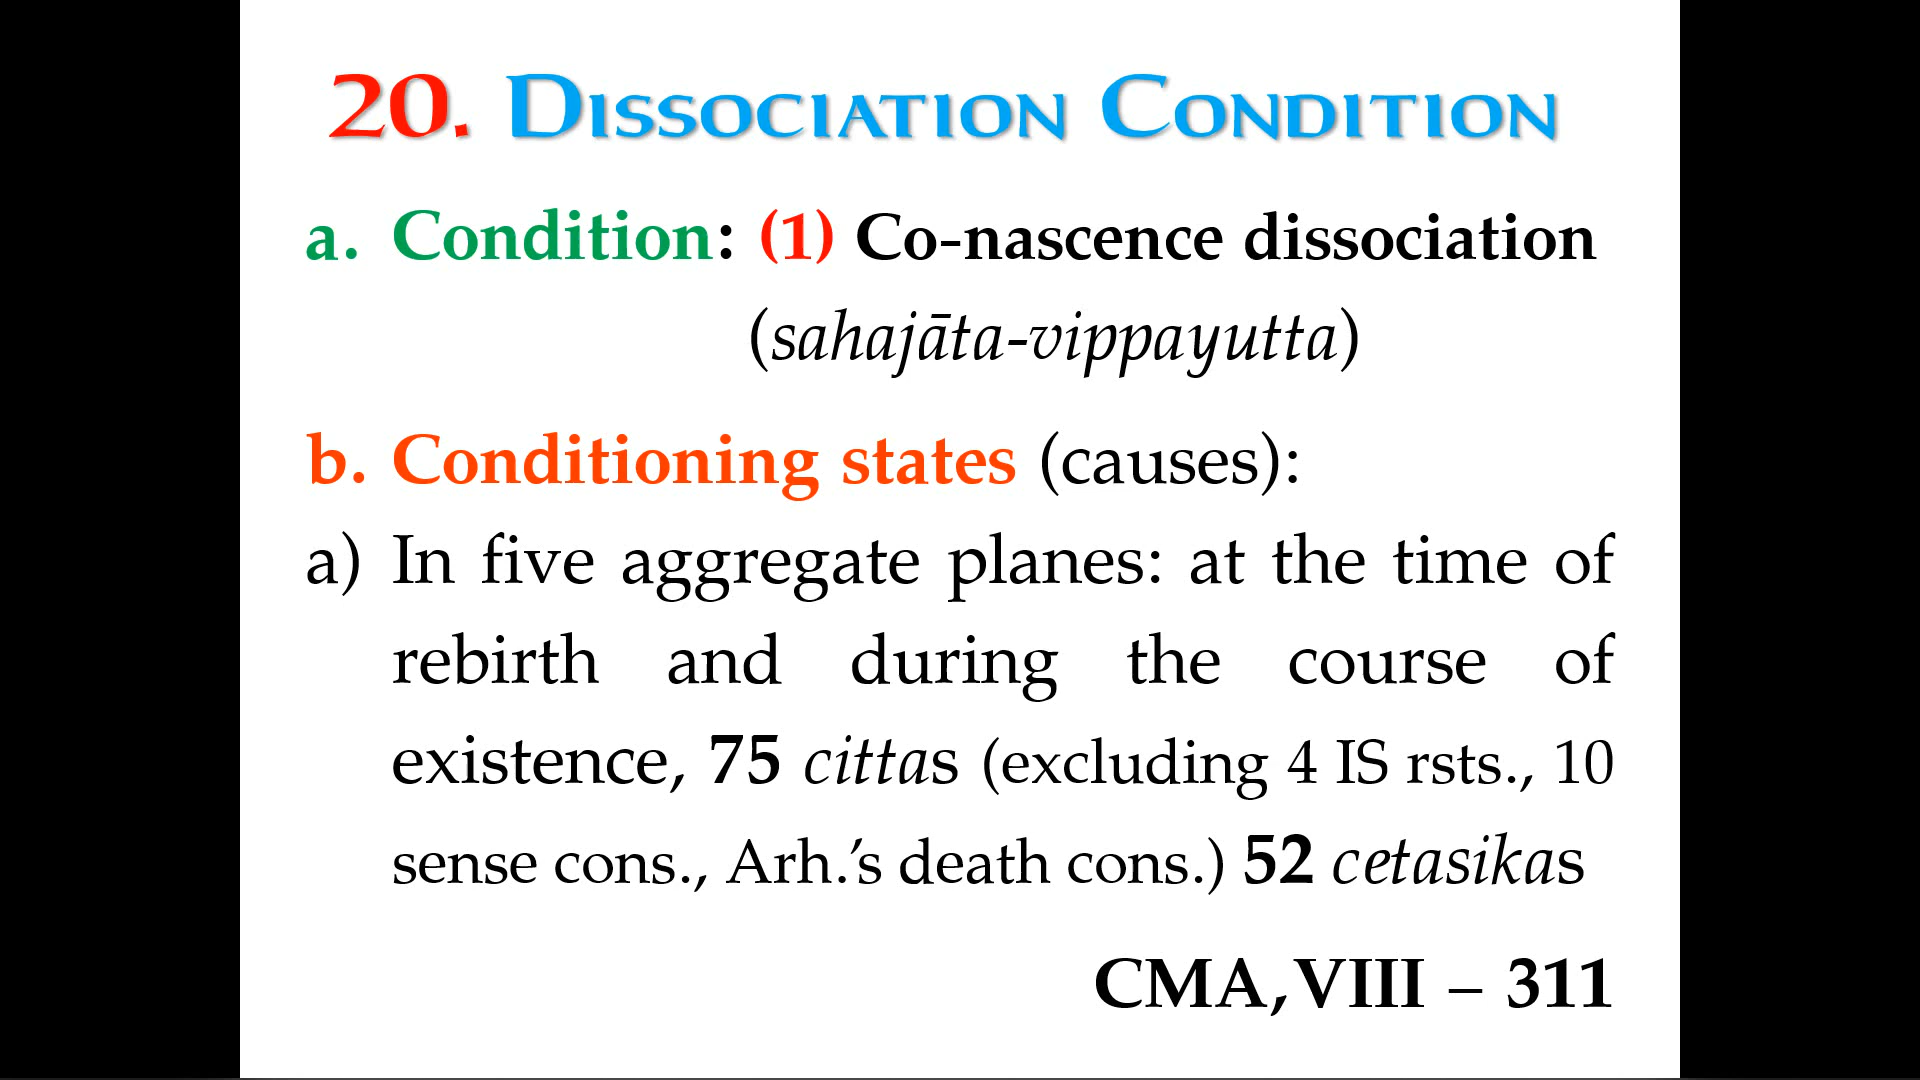 20. Dissociation Condition
a. Condition: (1) Co-nascence dissociation
(sahajāta-vippayutta)
b. Conditioning states (causes):
a) In five aggregate planes: at the time of
rebirth and during the course of
existence, 75 cittas (excluding 4 IS rsts., 10
sense cons., Arh.’s death cons.) 52 cetasikas
CMA, VIII – 311